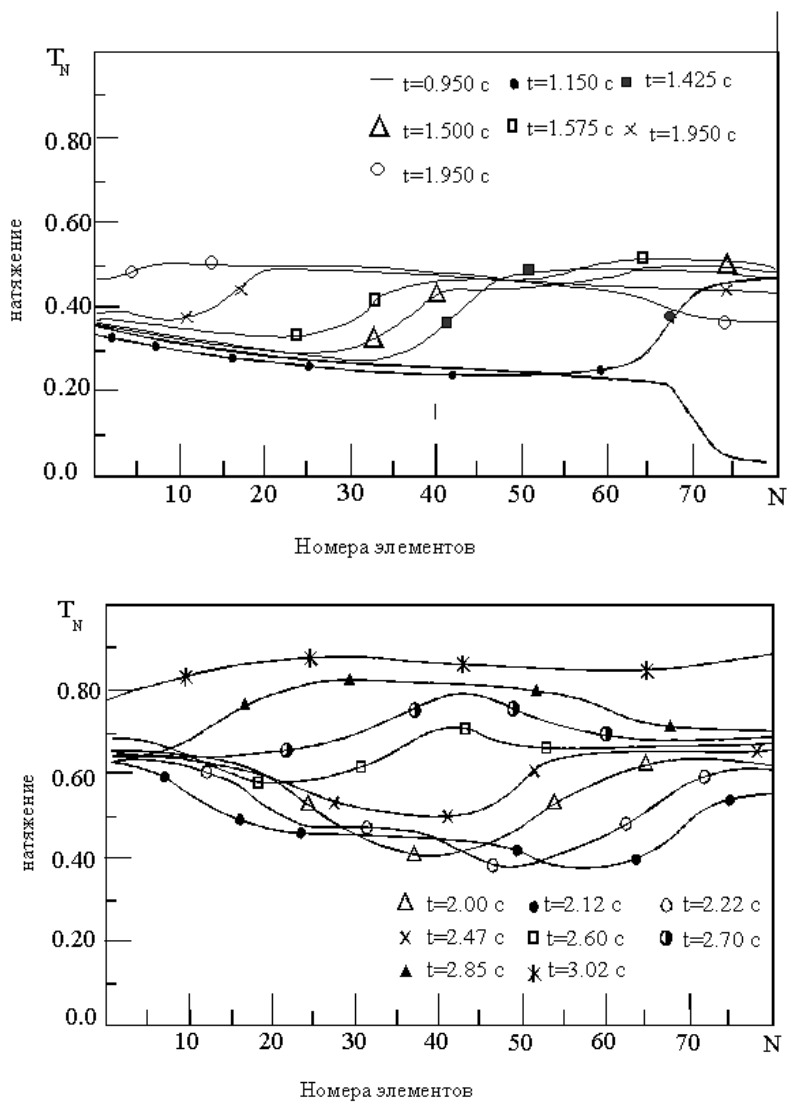 T_N
t=0.950 с t=1.150 с t=1.425 с
t=1.500 с t=1.575 с t=1.950 с
t=1.950 с
0.80
0.60
0.40
0.20
0.0
натяжение
10 20 30 40 50 60 70 N
Номера элементов
T_N
0.80
0.60
0.40
0.20
0.0
натяжение
t=2.00 с t=2.12 с t=2.22 с
t=2.47 с t=2.60 с t=2.70 с
t=2.85 с t=3.02 с
10 20 30 40 50 60 70 N
Номера элементов